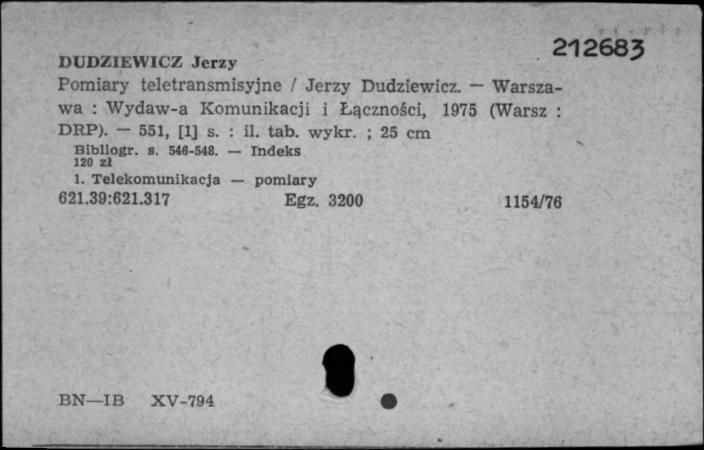 212683
DUDZIEWICZ Jerzy
Pomiary teletransmisyjne / Jerzy Dudziewicz. — Warsza-
wa : Wydaw-a Komunikacji i Łączności, 1975 (Warsz :
DRP). — 551, [1] s. : il. tab. wykr. ; 25 cm
Bibliogr. s. 546-548. — Indeks
120 zł
1. Telekomunikacja — pomiary
621.39:621.317 Egz. 3200 1154/76
BN—IB XV-794